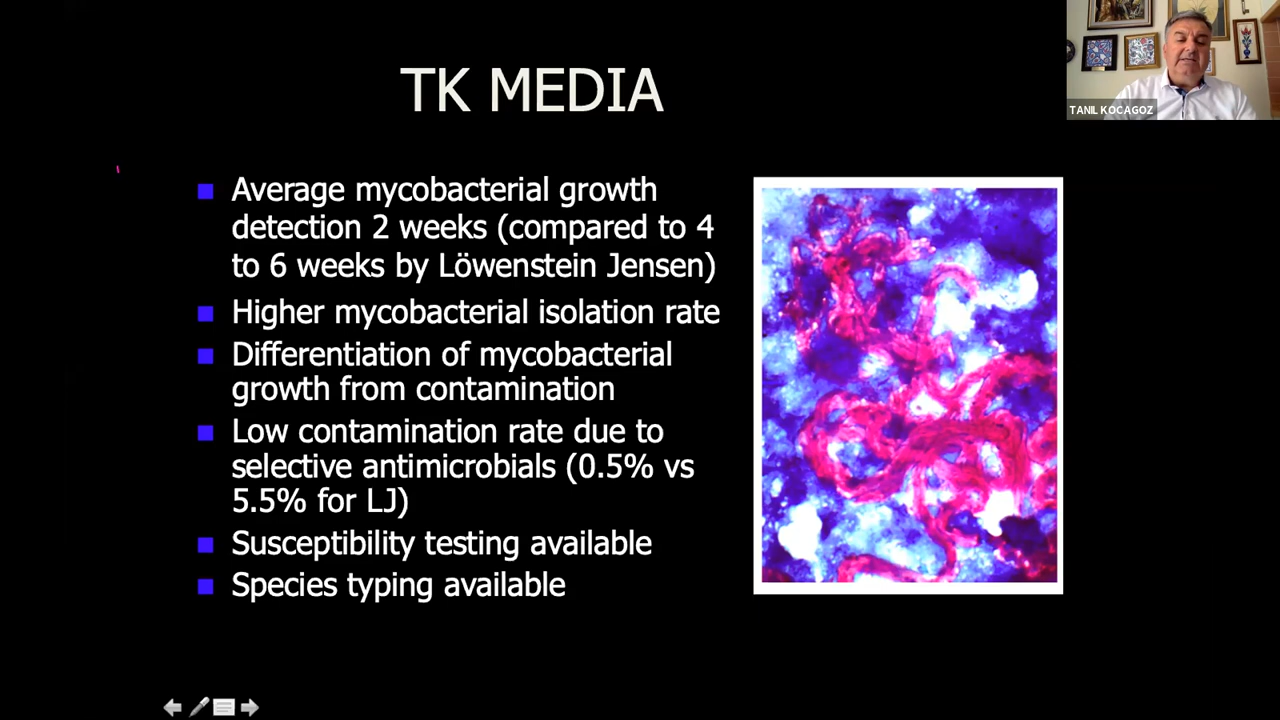 TANIL KOCAGOZ
TK MEDIA
Average mycobacterial growth
detection 2 weeks (compared to 4
to 6 weeks by Löwenstein Jensen)
Higher mycobacterial isolation rate
Differentiation of mycobacterial
growth from contamination
Low contamination rate due to
selective antimicrobials (0.5% vs
5.5% for LJ)
Susceptibility testing available
Species typing available